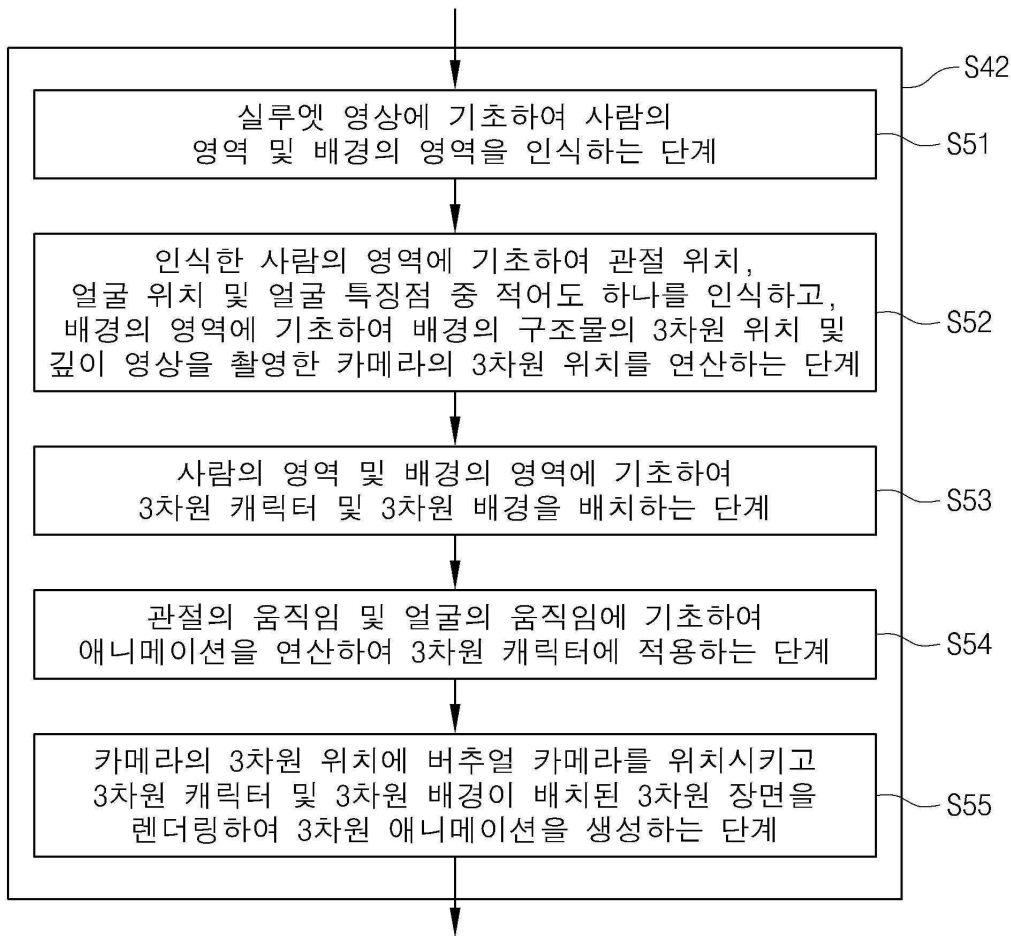 S42
실루엣 영상에 기초하여 사람의
영역 및 배경의 영역을 인식하는 단계
S51
인식한 사람의 영역에 기초하여 관절 위치,
얼굴 위치 및 얼굴 특징점 중 적어도 하나를 인식하고,
배경의 영역에 기초하여 배경의 구조물의 3차원 위치 및
깊이 영상을 촬영한 카메라의 3차원 위치를 연산하는 단계
S52
사람의 영역 및 배경의 영역에 기초하여
3차원 캐릭터 및 3차원 배경을 배치하는 단계
S53
관절의 움직임 및 얼굴의 움직임에 기초하여
애니메이션을 연산하여 3차원 캐릭터에 적용하는 단계
S54
카메라의 3차원 위치에 버추얼 카메라를 위치시키고
3차원 캐릭터 및 3차원 배경이 배치된 3차원 장면을
렌더링하여 3차원 애니메이션을 생성하는 단계
S55